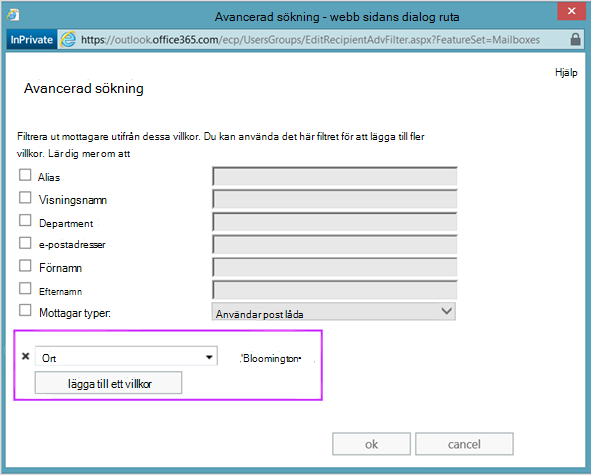 Avancerad sökning - webb sidans dialog ruta
InPrivate https://outlook.office365.com/ecp/UsersGroups/EditRecipientAdvFilter.aspx?FeatureSet=Mailboxes
Hjälp
Avancerad sökning
Filtrera ut mottagare utifrån dessa villkor. Du kan använda det här filtret för att lägga till fler
villkor. Lär dig mer om att
Alias
Visningsnamn
Department
e-postadresser
Förnamn
Efternamn
Mottagar typer: Användar post låda
Ort 'Bloomington
lägga till ett villkor
ok cancel